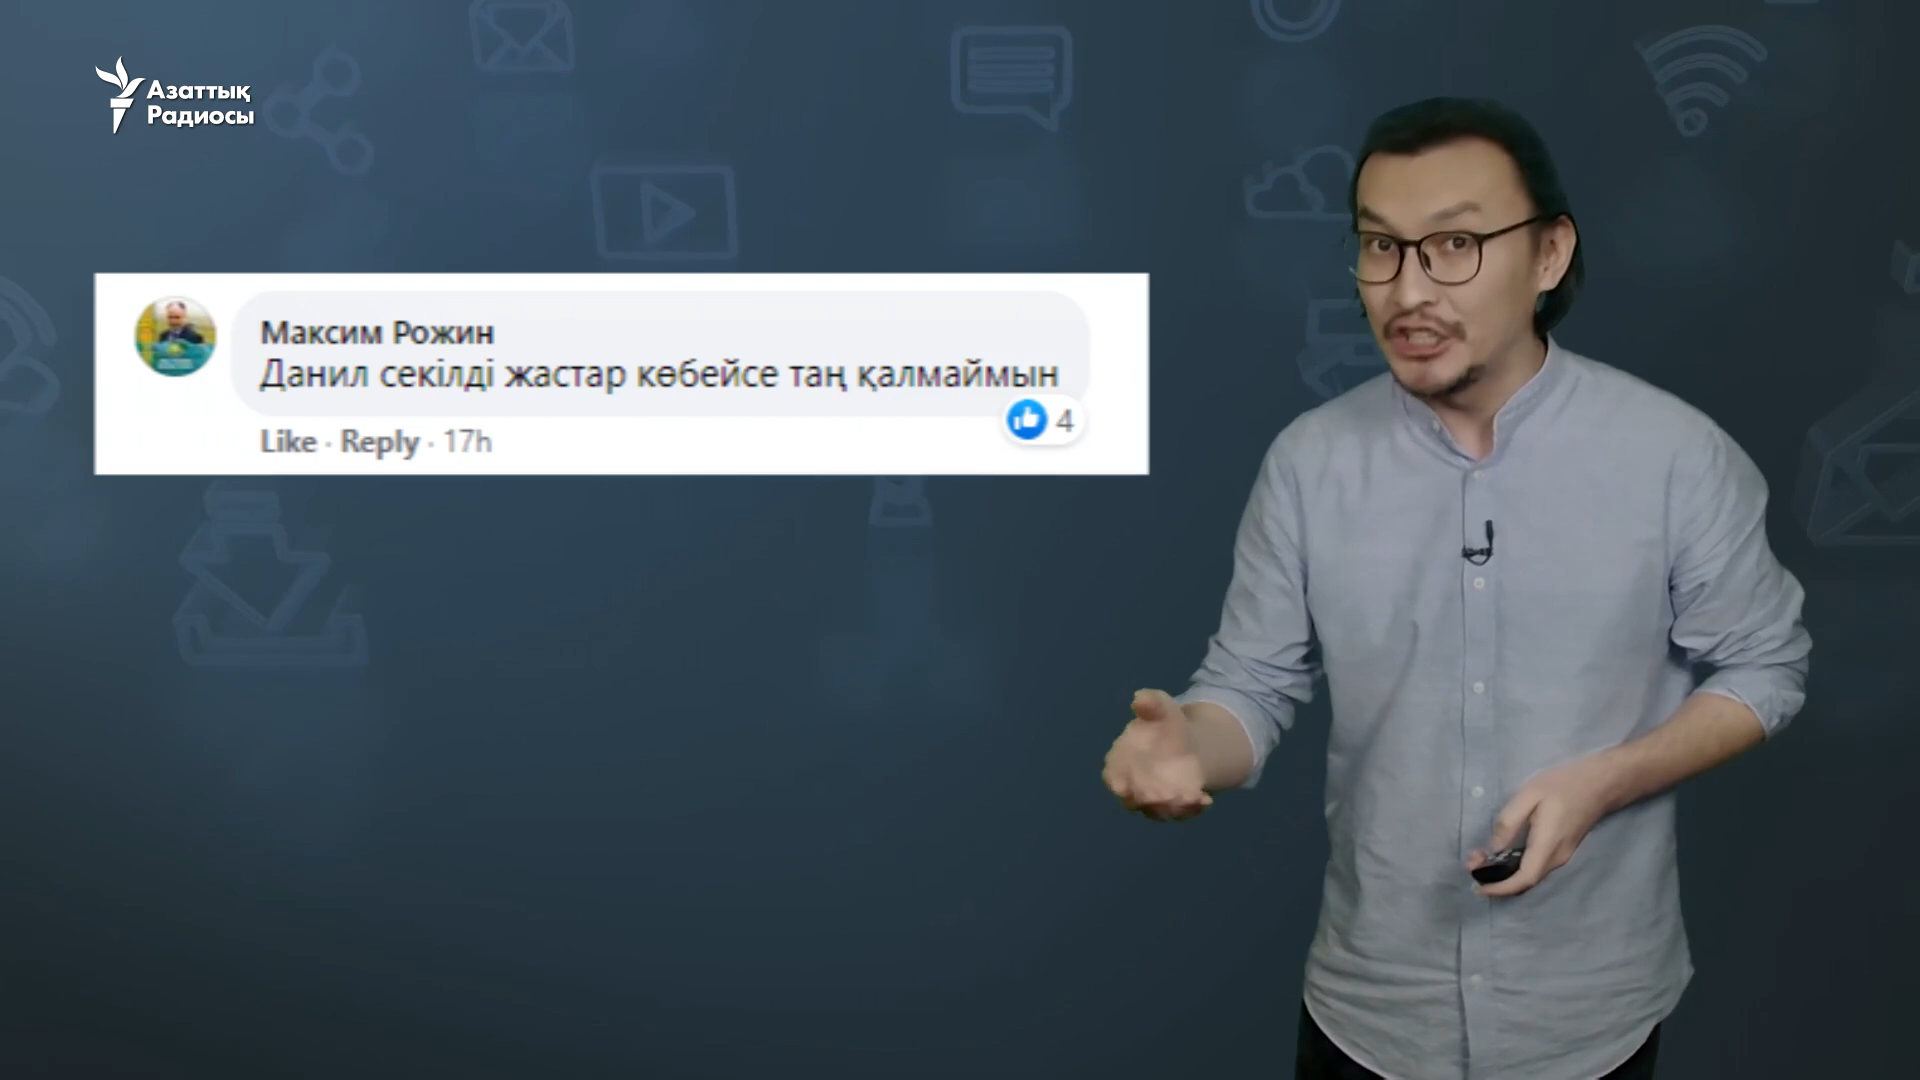 Азаттық
Радиосы
Максим Рожин
Данил секілді жастар көбейсе таң қалмаймын
4
Like · Reply · 17h